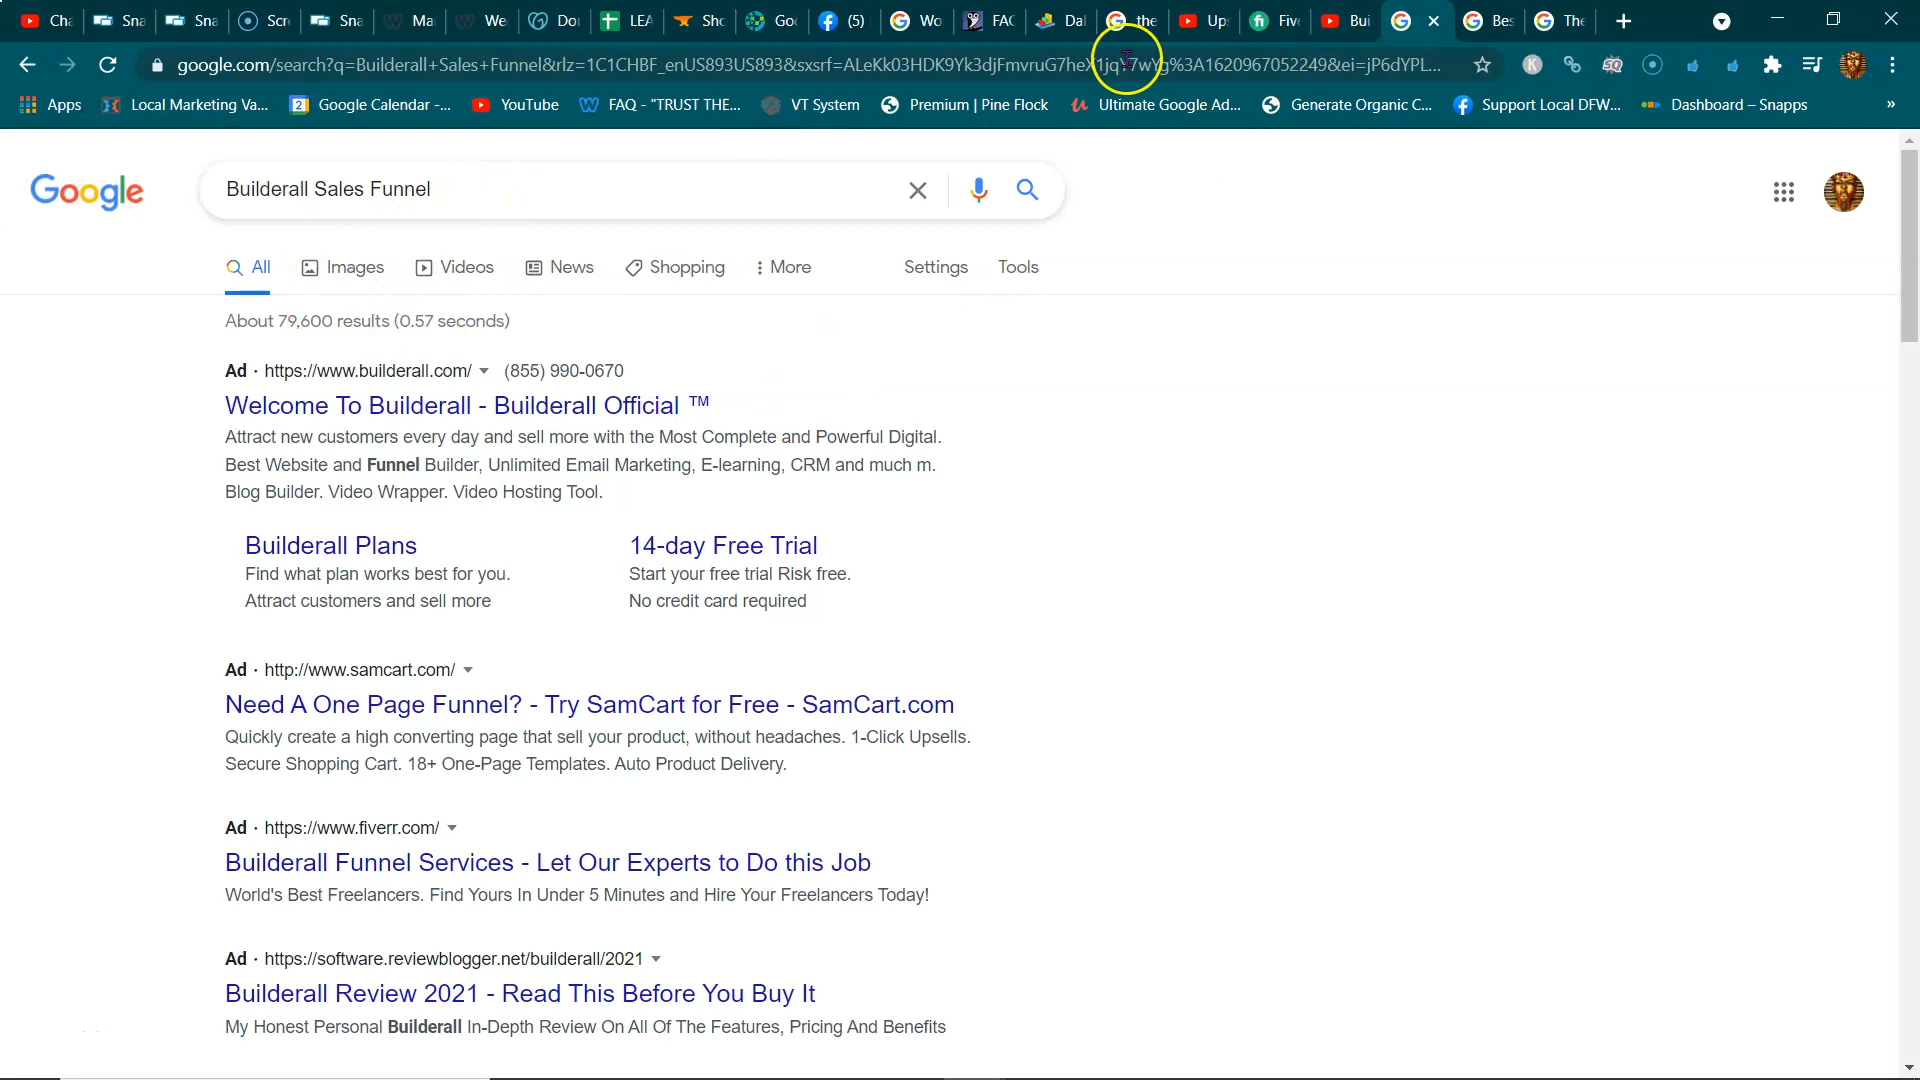 Cha
Sna
Sna
Scr
Sna
Ma
We
Do
LEA
Sho
Goo
(5)
Wo
FAQ
Dal
the
Ups
Five
Bui
Bes
The
google.com/search?q=Builderall+Sales+Funnel&rlz=1C1CHBF_enUS893US893&sxsrf=
Apps
Local Marketing Va...
Google Calendar -...
YouTube
FAQ - "TRUST THE...
VT System
Premium | Pine Flock
Ultimate Google Ad...
Generate Organic C...
Support Local DFW...
Dashboard – Snapps
»
Google
Builderall Sales Funnel
All
Images
Videos
News
Shopping
More
Settings
Tools
About 79,600 results (0.57 seconds)
Ad · https://www.builderall.com/ (855) 990-0670
Welcome To Builderall - Builderall Official ™
Attract new customers every day and sell more with the Most Complete and Powerful Digital.
Best Website and Funnel Builder, Unlimited Email Marketing, E-learning, CRM and much m.
Blog Builder. Video Wrapper. Video Hosting Tool.
Builderall Plans
Find what plan works best for you.
Attract customers and sell more
14-day Free Trial
Start your free trial Risk free.
No credit card required
Ad · http://www.samcart.com/
Need A One Page Funnel? - Try SamCart for Free - SamCart.com
Quickly create a high converting page that sell your product, without headaches. 1-Click Upsells.
Secure Shopping Cart. 18+ One-Page Templates. Auto Product Delivery.
Ad · https://www.fiverr.com/
Builderall Funnel Services - Let Our Experts to Do this Job
World's Best Freelancers. Find Yours In Under 5 Minutes and Hire Your Freelancers Today!
Ad · https://software.reviewblogger.net/builderall/2021
Builderall Review 2021 - Read This Before You Buy It
My Honest Personal Builderall In-Depth Review On All Of The Features, Pricing And Benefits